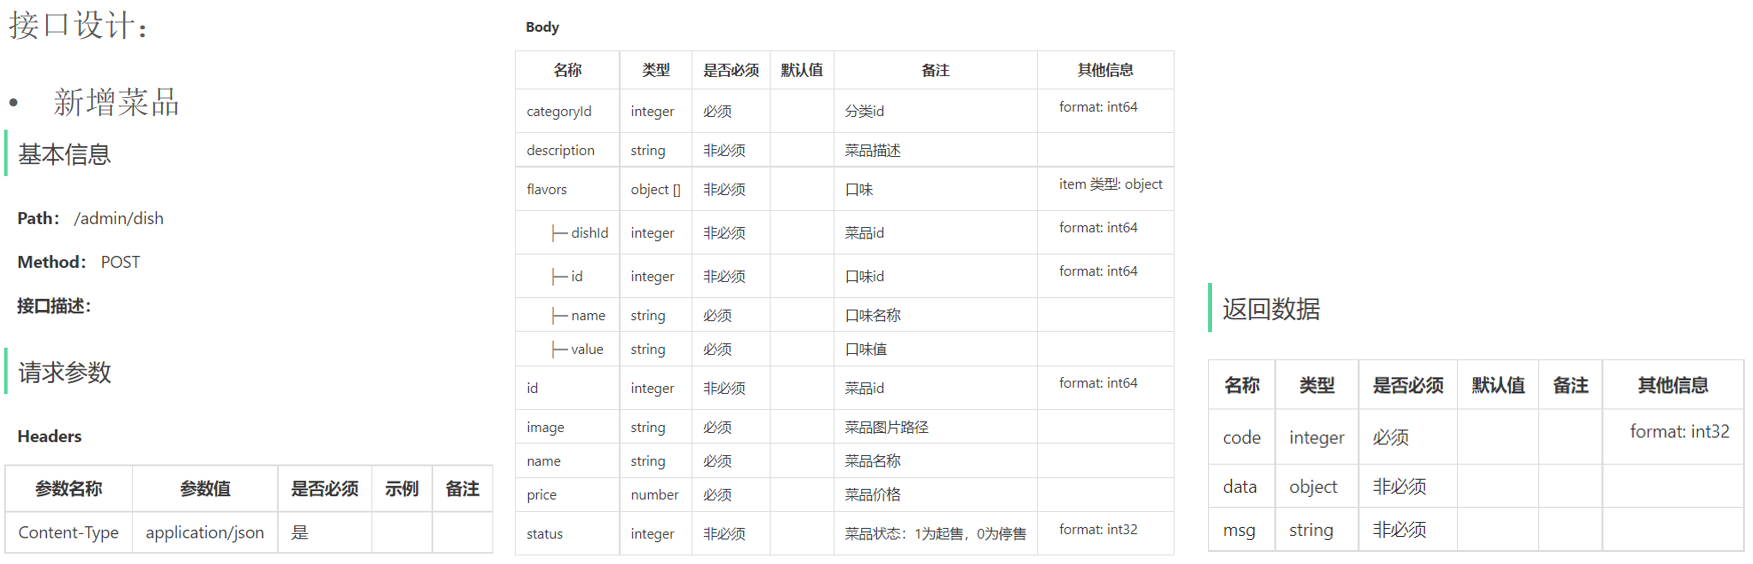 接口设计：
• 新增菜品
基本信息
Path： /admin/dish
Method： POST
接口描述：
请求参数
Headers
参数名称 参数值 是否必须 示例 备注
Content-Type application/json 是
Body
名称 类型 是否必须 默认值 备注 其他信息
categoryId integer 必须 分类id format: int64
description string 非必须 菜品描述
flavors object [] 非必须 口味 item 类型: object
├─ dishId integer 非必须 菜品id format: int64
├─ id integer 非必须 口味id format: int64
├─ name string 必须 口味名称
├─ value string 必须 口味值
id integer 非必须 菜品id format: int64
image string 必须 菜品图片路径
name string 必须 菜品名称
price number 必须 菜品价格
status integer 非必须 菜品状态：1为起售，0为停售 format: int32
返回数据
名称 类型 是否必须 默认值 备注 其他信息
code integer 必须 format: int32
data object 非必须
msg string 非必须